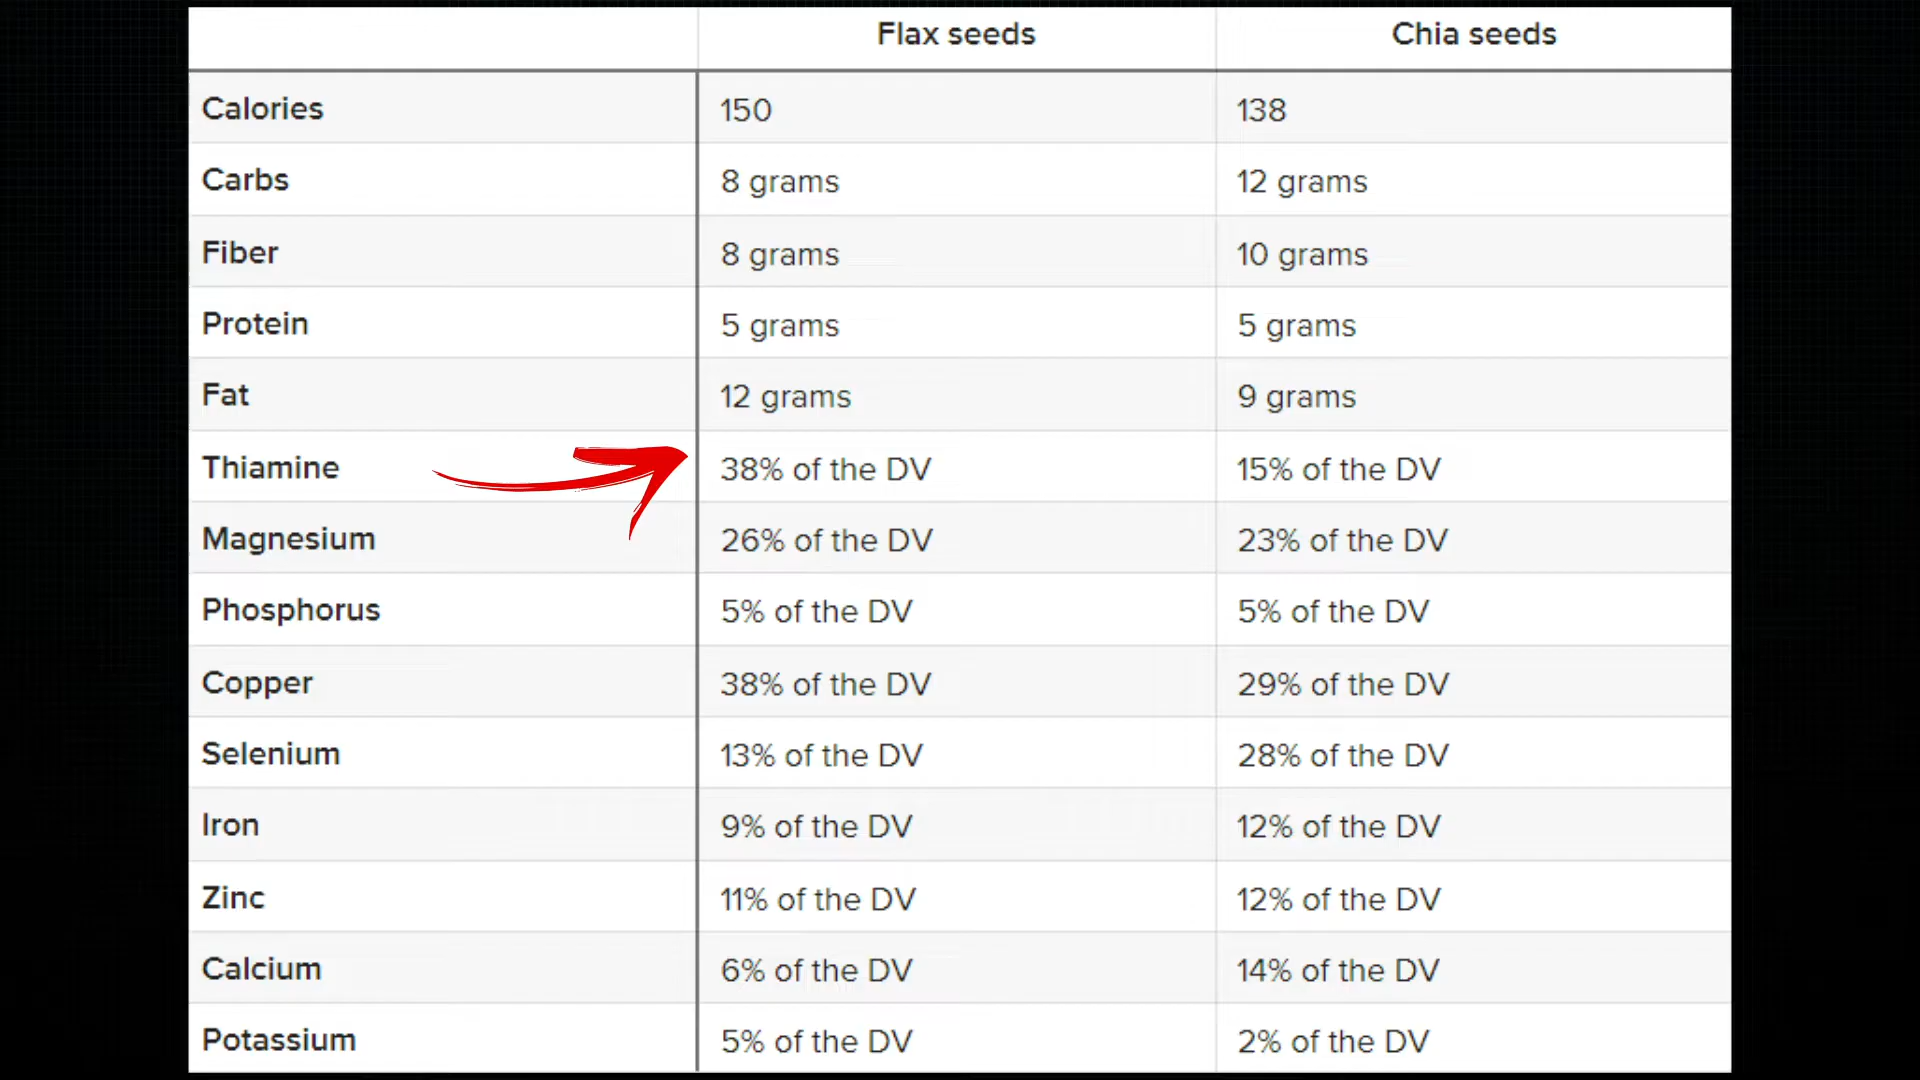 Flax seeds Chia seeds
Calories 150 138
Carbs 8 grams 12 grams
Fiber 8 grams 10 grams
Protein 5 grams 5 grams
Fat 12 grams 9 grams
Thiamine 38% of the DV 15% of the DV
Magnesium 26% of the DV 23% of the DV
Phosphorus 5% of the DV 5% of the DV
Copper 38% of the DV 29% of the DV
Selenium 13% of the DV 28% of the DV
Iron 9% of the DV 12% of the DV
Zinc 11% of the DV 12% of the DV
Calcium 6% of the DV 14% of the DV
Potassium 5% of the DV 2% of the DV